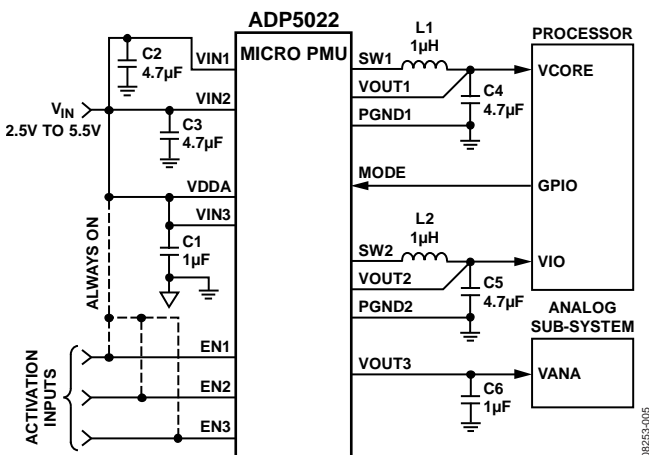 ADP5022
MICRO PMU
C2
4.7µF
VIN1
VIN2
VIN
2.5V TO 5.5V
C3
4.7µF
VDDA
VIN3
C1
1µF
ALWAYS ON
ACTIVATION
INPUTS
EN1
EN2
EN3
SW1
L1
1µH
VOUT1
C4
4.7µF
PGND1
MODE
SW2
L2
1µH
VOUT2
C5
4.7µF
PGND2
VOUT3
C6
1µF
PROCESSOR
VCORE
GPIO
VIO
ANALOG
SUB-SYSTEM
VANA
08253-005